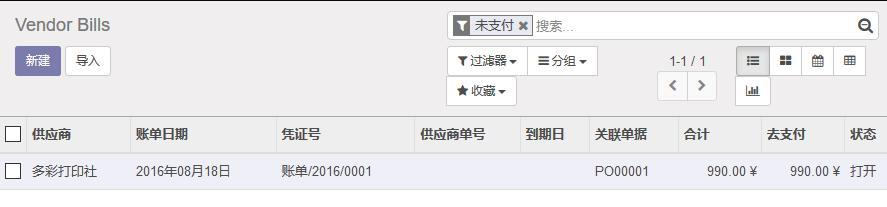 Vendor Bills
未支付 ✖ 搜索...
新建 导入
过滤器 分组 1-1 / 1
收藏
供应商 账单日期 凭证号 供应商单号 到期日 关联单据 合计 去支付 状态
多彩打印社 2016年08月18日 账单/2016/0001 PO00001 990.00 ¥ 990.00 ¥ 打开